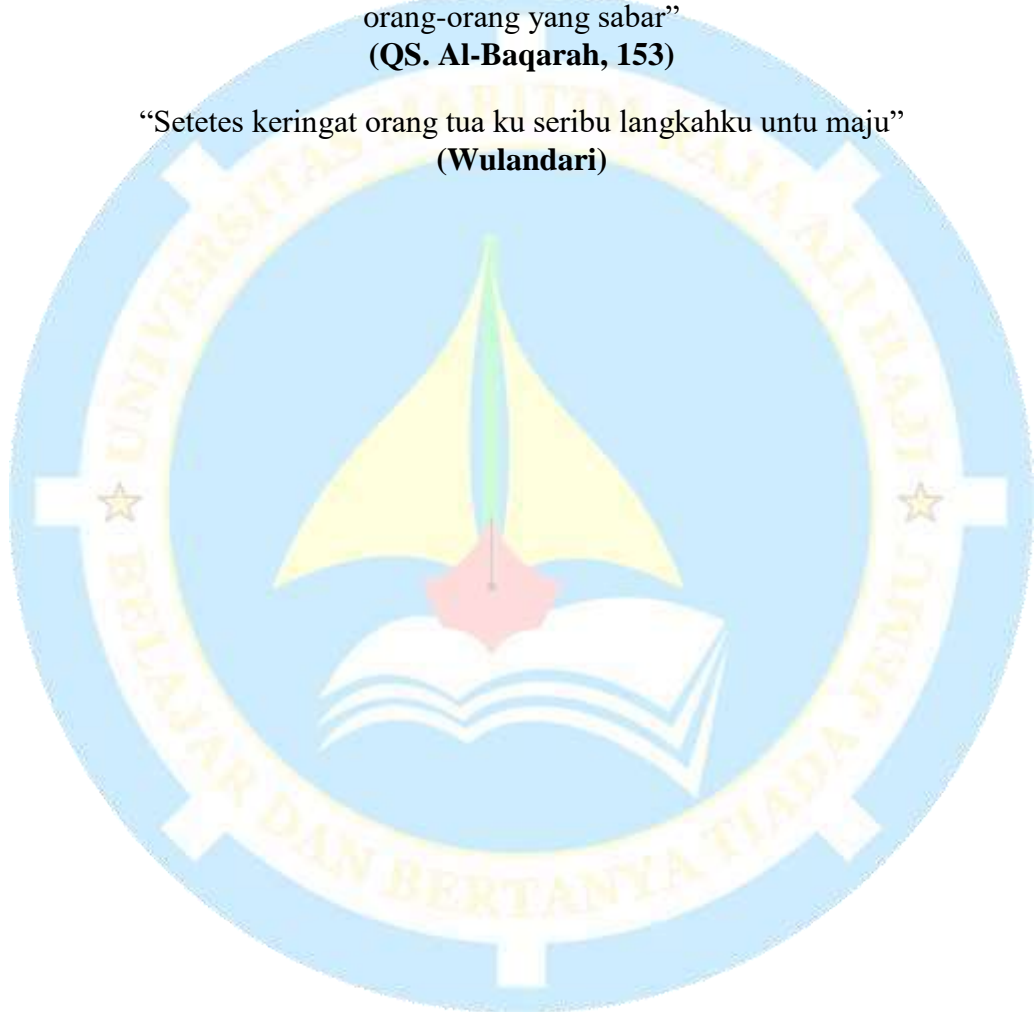 orang-orang yang sabar”
(QS. Al-Baqarah, 153)
“Setetes keringat orang tua ku seribu langkahku untu maju”
(Wulandari)
UNIVERSITAS MARITIM RAJA ALI HAJI
BELAJAR DAN BERTANYA TIADA JEMU